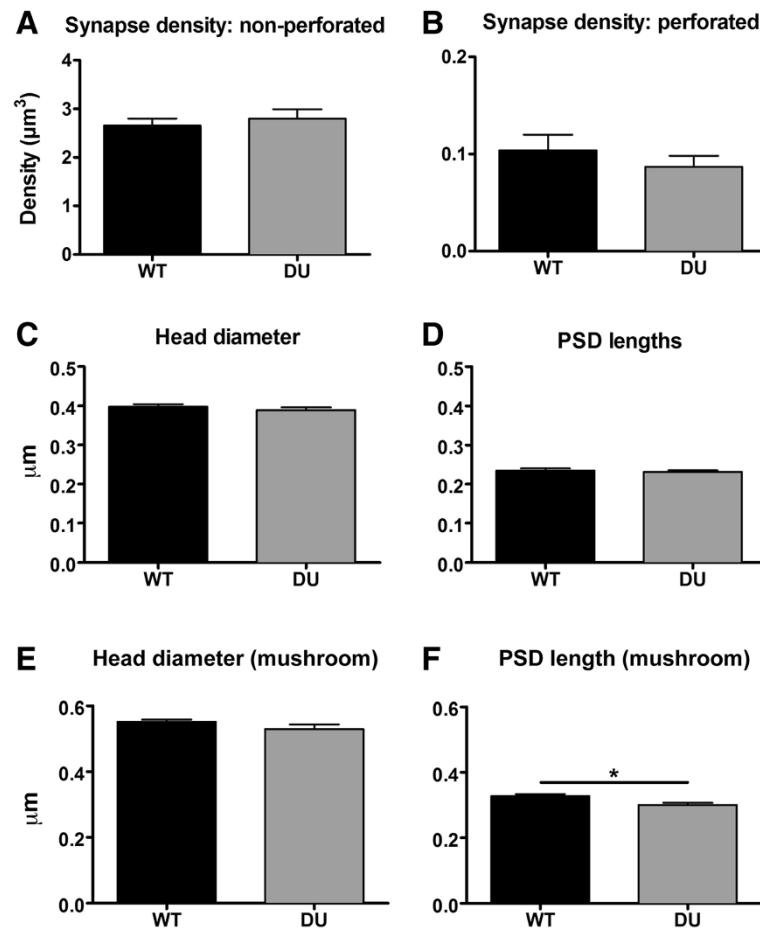 A Synapse density: non-perforated
Density (µm³)
4
3
2
1
0
WT DU
B Synapse density: perforated
0.2
0.1
0.0
WT DU
C Head diameter
µm
0.5
0.4
0.3
0.2
0.1
0.0
WT DU
D PSD lengths
0.5
0.4
0.3
0.2
0.1
0.0
WT DU
E Head diameter (mushroom)
µm
0.6
0.4
0.2
0.0
WT DU
F PSD length (mushroom)
0.6
0.4
0.2
0.0
*
WT DU